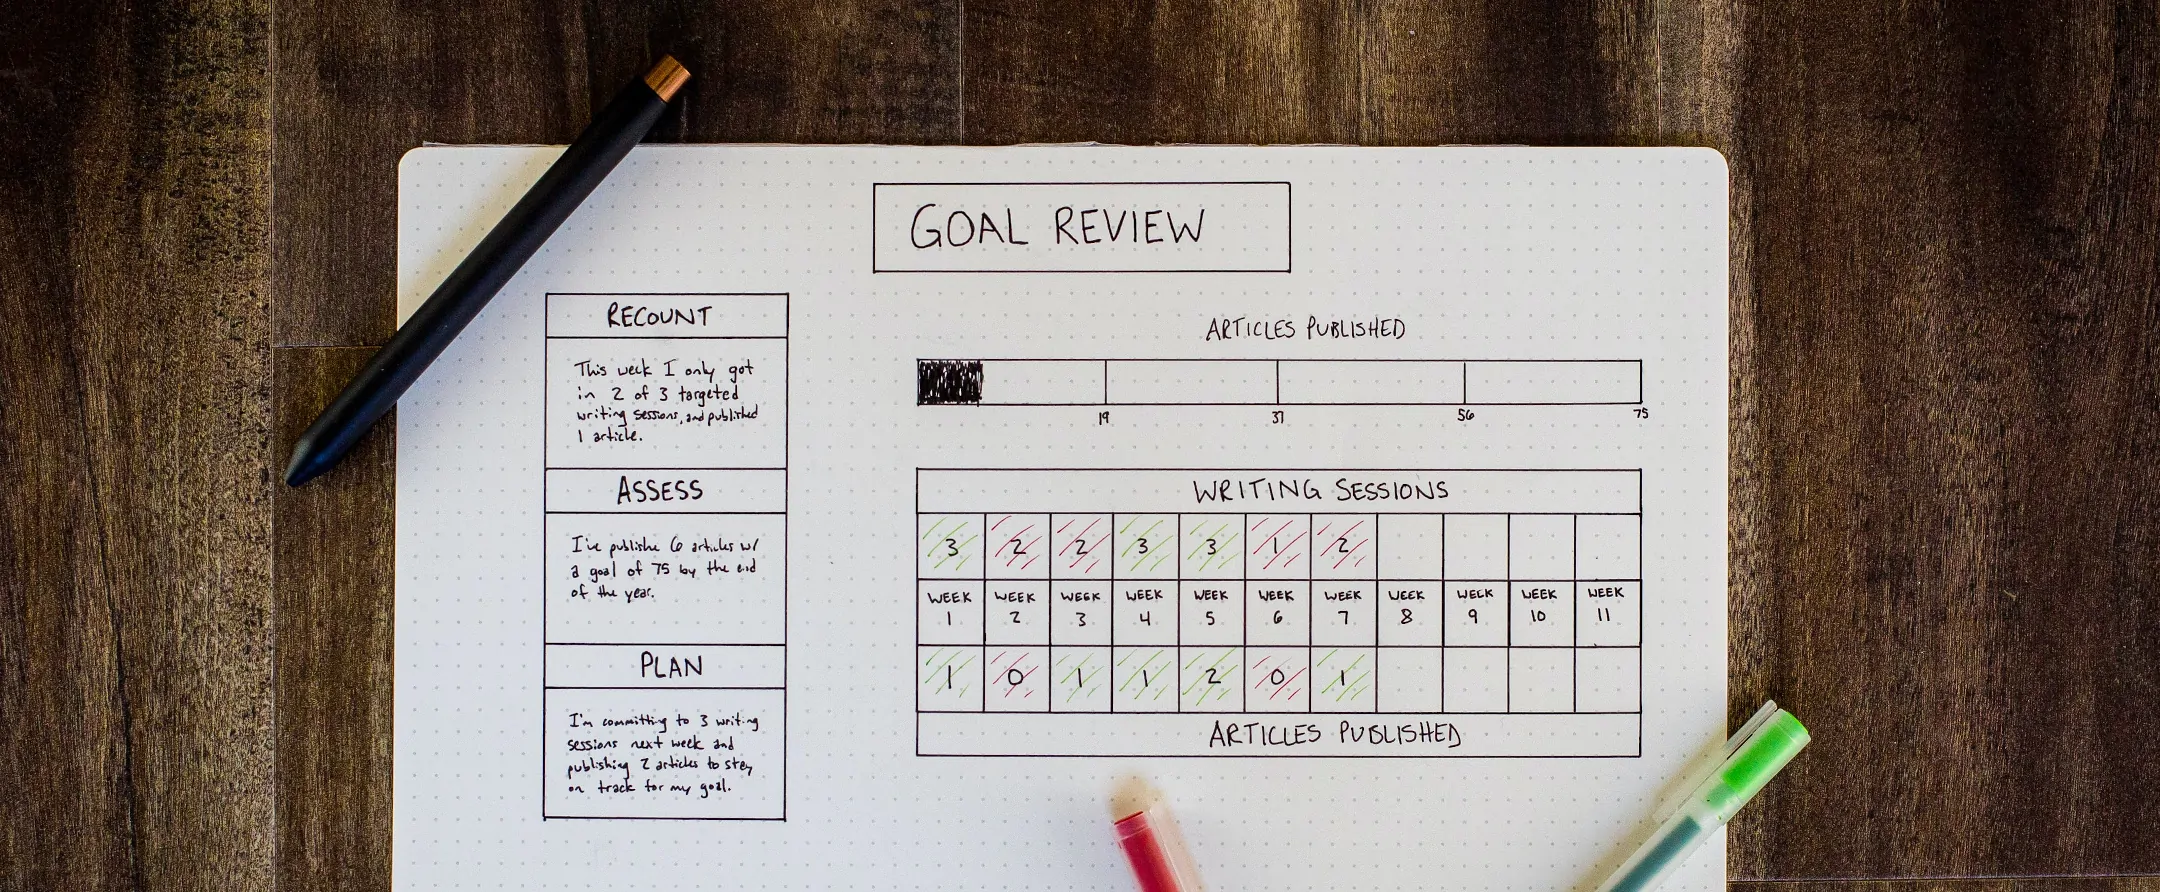 GOAL REVIEW
RECOUNT
This week I only got
in 2 of 3 targeted
writing sessions, and published
1 article.
ASSESS
I've publishe 6 articles w/
a goal of 75 by the end
of the year.
PLAN
I'm committing to 3 writing
sessions next week and
publishing 2 articles to stay
on track for my goal.
ARTICLES PUBLISHED
19 37 56 75
WRITING SESSIONS
3 2 2 3 3 1 2
WEEK WEEK WEEK WEEK WEEK WEEK WEEK WEEK WEEK WEEK WEEK
1 2 3 4 5 6 7 8 9 10 11
1 0 1 1 2 0 1
ARTICLES PUBLISHED